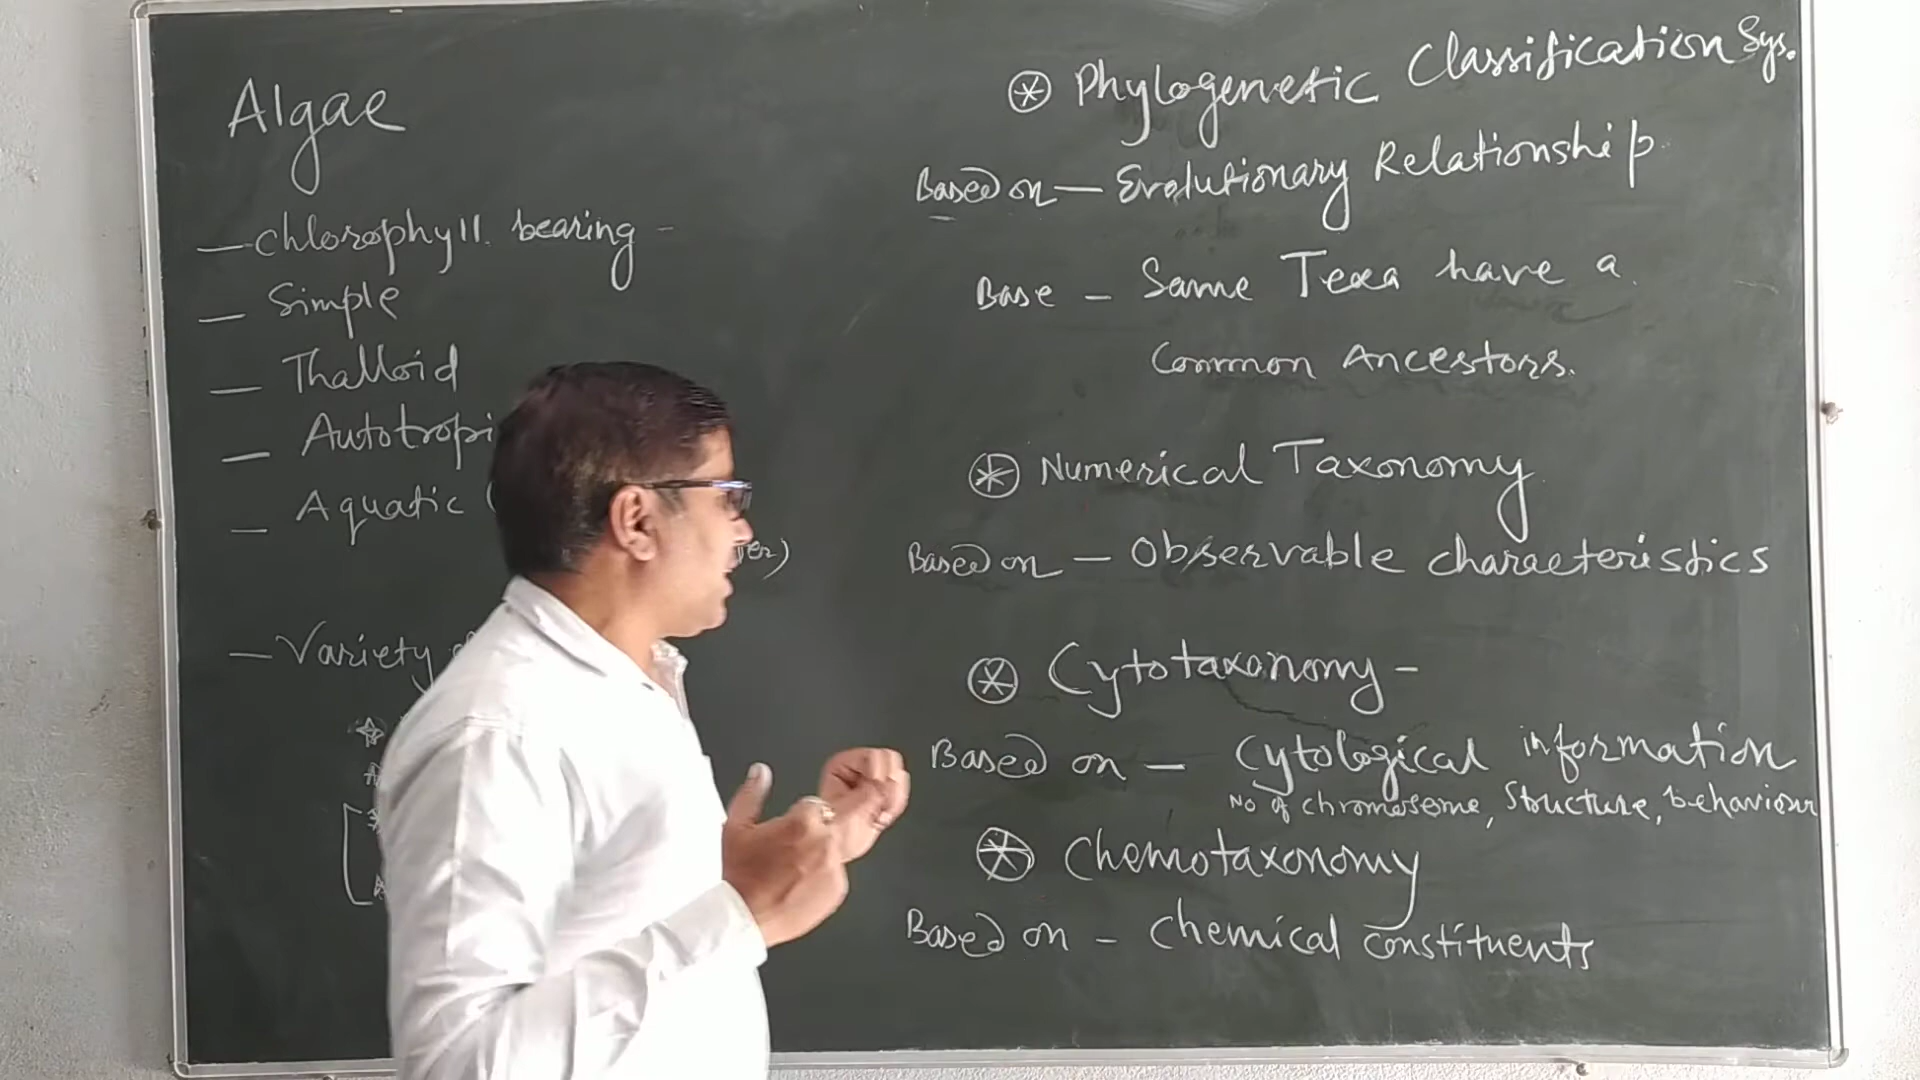 Algae
— chlorophyll bearing -
— Simple
— Thalloid
— Autotropi
— Aquatic (
ter)
— Variety
⊛ Phylogenetic Classification Sys.
Based on — Evolutionary Relationship.
Base — Same Texa have a
Common Ancestors.
⊛ Numerical Taxonomy
Based on — Observable characteristics
⊛ Cytotaxonomy -
Based on — Cytological information
No of chromosome, Structure, behaviour
⊛ Chemotaxonomy
Based on - Chemical constituents